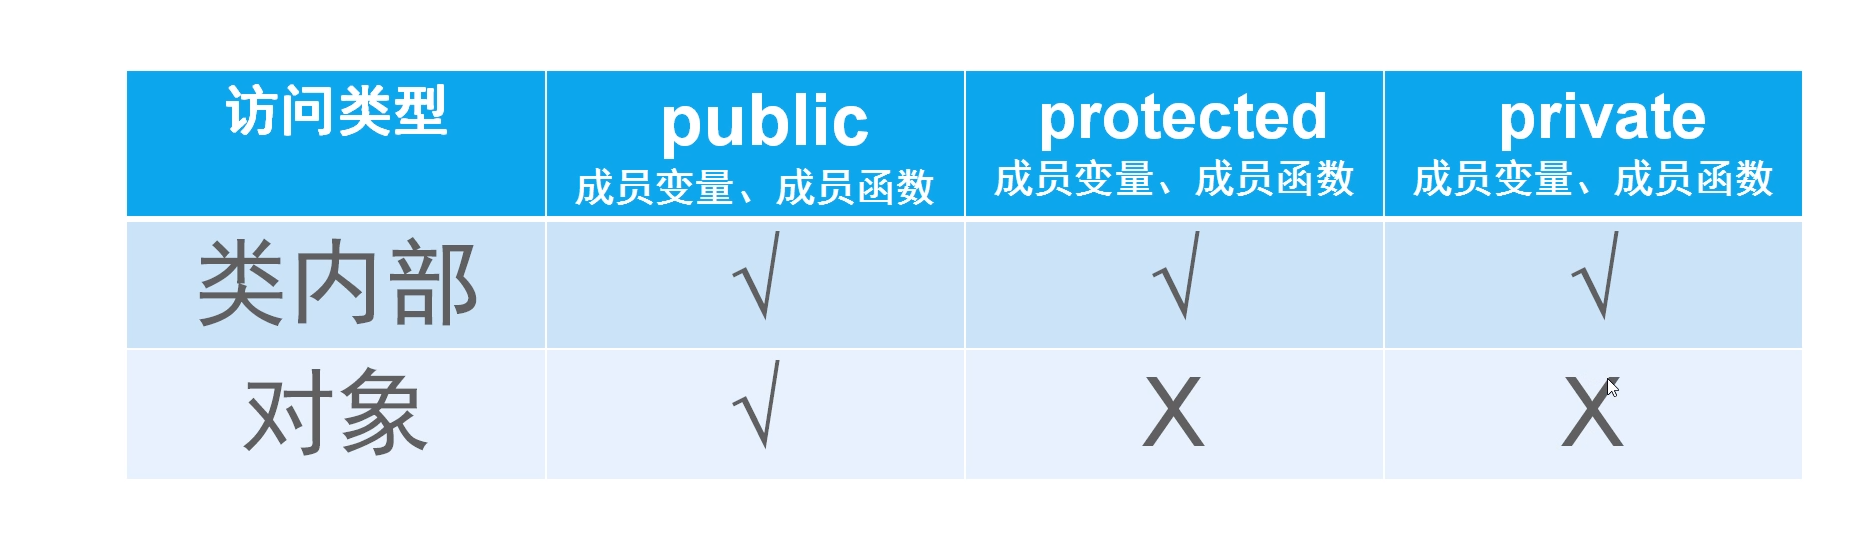 访问类型
public
成员变量、成员函数
protected
成员变量、成员函数
private
成员变量、成员函数
类内部
√
√
√
对象
√
X
X